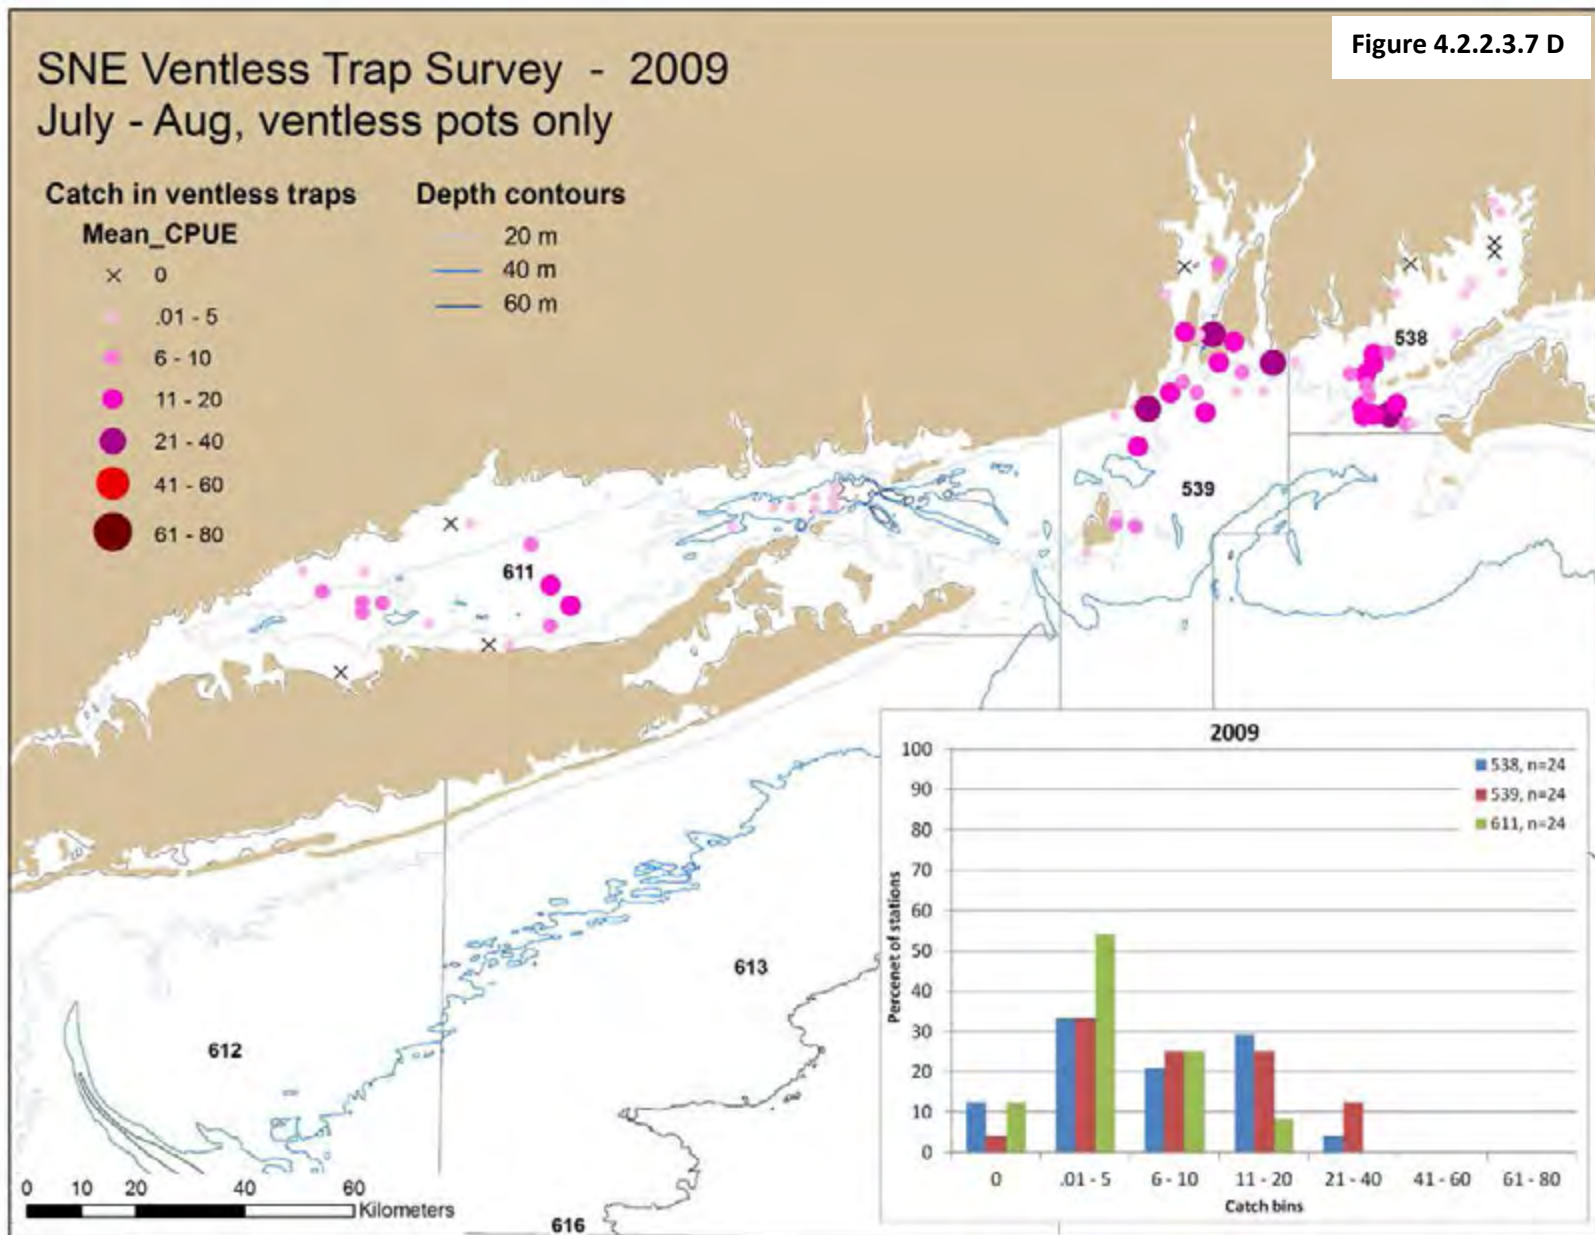 Figure 4.2.2.3.7 D
SNE Ventless Trap Survey - 2009
July - Aug, ventless pots only
Catch in ventless traps
Mean_CPUE
0
.01 - 5
6 - 10
11 - 20
21 - 40
41 - 60
61 - 80
Depth contours
20 m
40 m
60 m
538
539
611
613
612
616
0 10 20 40 60
Kilometers
2009
538, n=24
539, n=24
611, n=24
Percenet of stations
100
90
80
70
60
50
40
30
20
10
0
0 .01 - 5 6 - 10 11 - 20 21 - 40 41 - 60 61 - 80
Catch bins